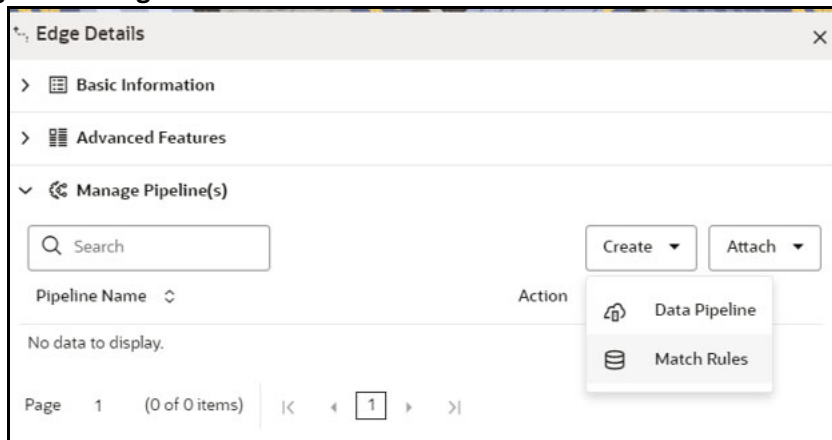 Edge Details
Basic Information
Advanced Features
Manage Pipeline(s)
Search
Create
Attach
Pipeline Name
Action
Data Pipeline
No data to display.
Match Rules
Page 1 (0 of 0 items) 1